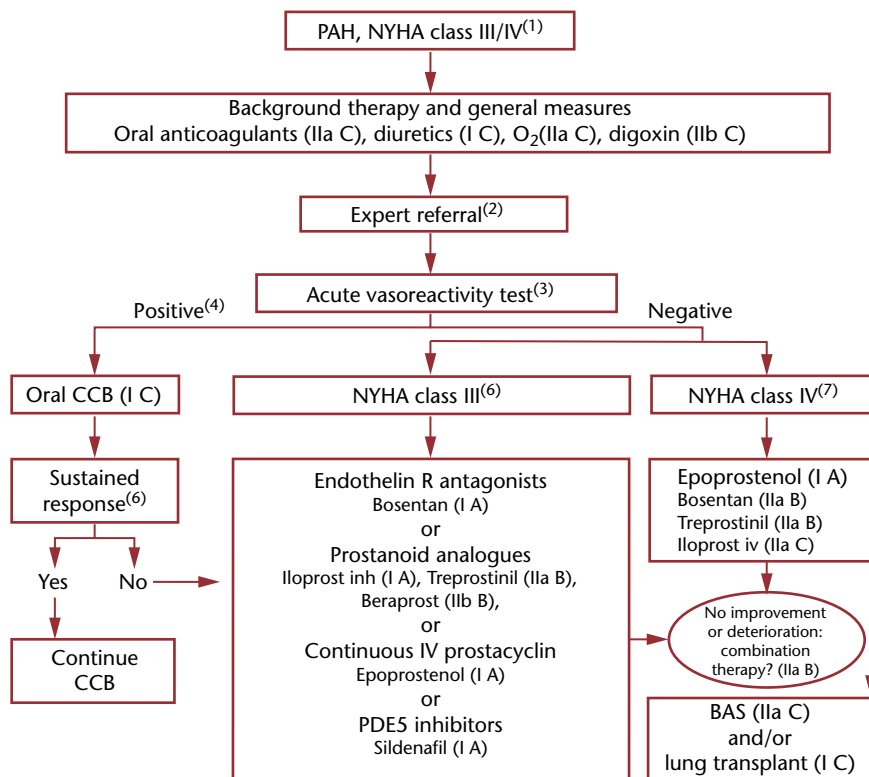 PAH, NYHA class III/IV(1)
Background therapy and general measures
Oral anticoagulants (IIa C), diuretics (I C), O2(IIa C), digoxin (IIb C)
Expert referral(2)
Acute vasoreactivity test(3)
Positive(4)
Negative
Oral CCB (I C)
NYHA class III(6)
NYHA class IV(7)
Sustained
response(6)
Yes
No
Continue
CCB
Endothelin R antagonists
Bosentan (I A)
or
Prostanoid analogues
Iloprost inh (I A), Treprostinil (IIa B),
Beraprost (IIb B),
or
Continuous IV prostacyclin
Epoprostenol (I A)
or
PDE5 inhibitors
Sildenafil (I A)
Epoprostenol (I A)
Bosentan (IIa B)
Treprostinil (IIa B)
Iloprost iv (IIa C)
No improvement
or deterioration:
combination
therapy? (IIa B)
BAS (IIa C)
and/or
lung transplant (I C)